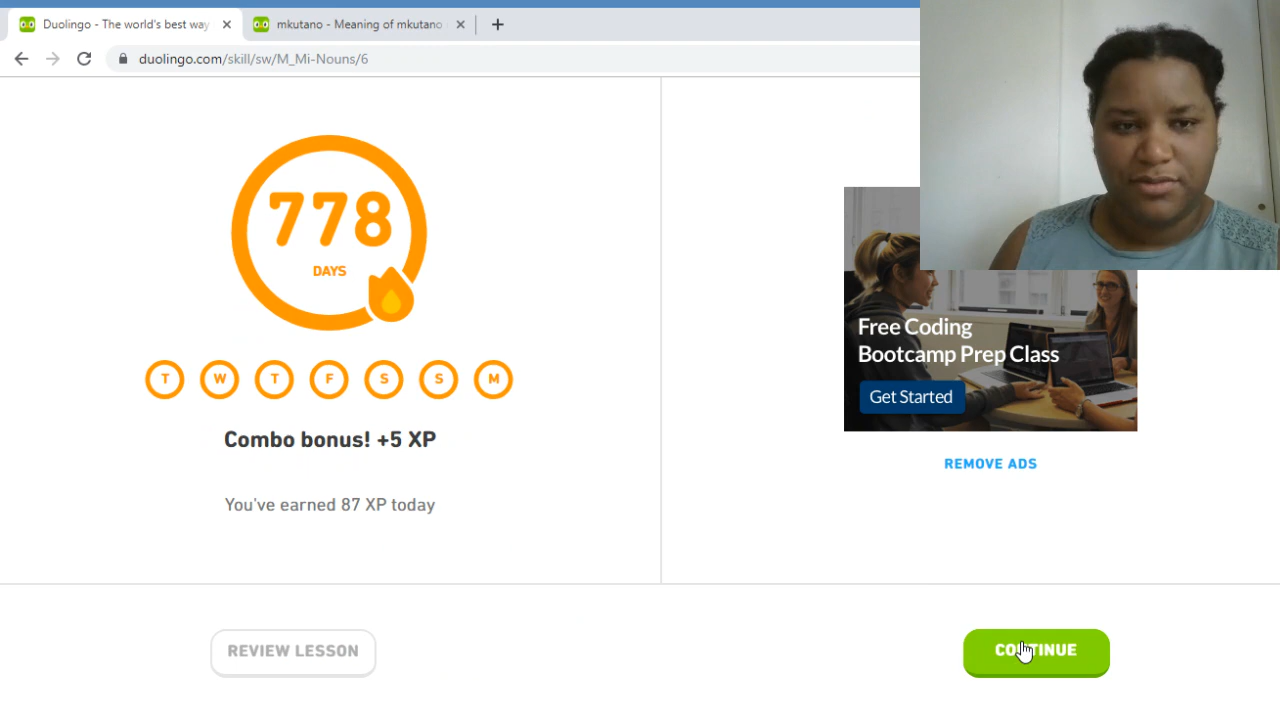 Duolingo - The world's best way
mkutano - Meaning of mkutano
duolingo.com/skill/sw/M_Mi-Nouns/6
778
DAYS
T W T F S S M
Combo bonus! +5 XP
You've earned 87 XP today
Free Coding
Bootcamp Prep Class
Get Started
REMOVE ADS
REVIEW LESSON
CONTINUE